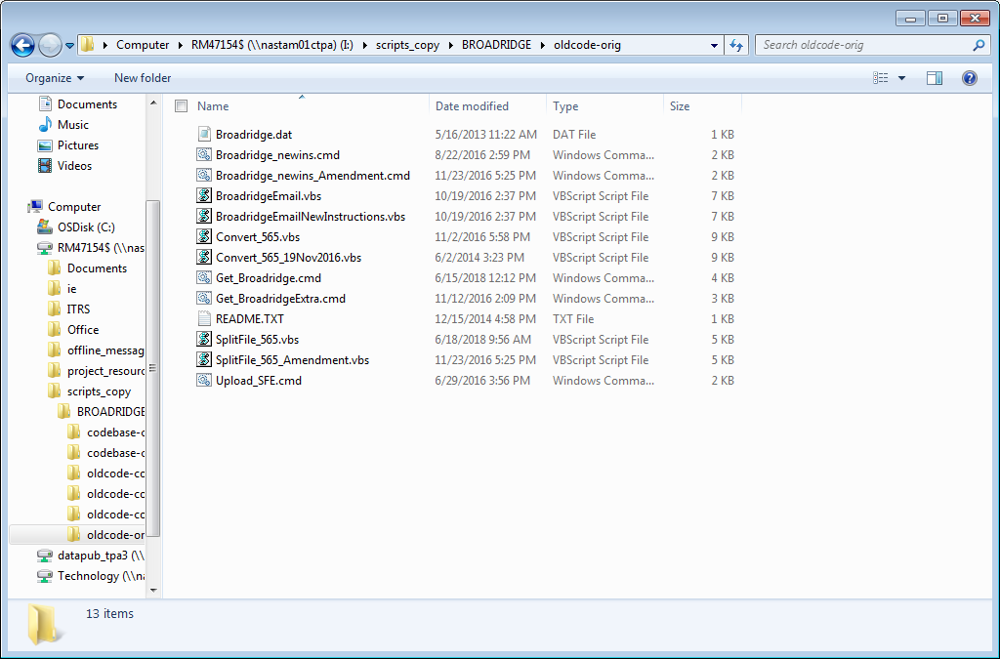 Computer RM47154$ (\\nastam01ctpa) (I:) scripts_copy BROADRIDGE oldcode-orig
Search oldcode-orig
Organize New folder
Documents
Music
Pictures
Videos
Computer
OSDisk (C:)
RM47154$ (\\nas
Documents
ie
ITRS
Office
offline_messag
project_resourc
scripts_copy
BROADRIDGE
codebase-c
codebase-c
oldcode-cc
oldcode-cc
oldcode-cc
oldcode-or
datapub_tpa3 (\\
Technology (\\na
Name Date modified Type Size
Broadridge.dat 5/16/2013 11:22 AM DAT File 1 KB
Broadridge_newins.cmd 8/22/2016 2:59 PM Windows Comma... 2 KB
Broadridge_newins_Amendment.cmd 11/23/2016 5:25 PM Windows Comma... 2 KB
BroadridgeEmail.vbs 10/19/2016 2:37 PM VBScript Script File 7 KB
BroadridgeEmailNewInstructions.vbs 10/19/2016 2:37 PM VBScript Script File 7 KB
Convert_565.vbs 11/2/2016 5:58 PM VBScript Script File 9 KB
Convert_565_19Nov2016.vbs 6/2/2014 3:23 PM VBScript Script File 9 KB
Get_Broadridge.cmd 6/15/2018 12:12 PM Windows Comma... 4 KB
Get_BroadridgeExtra.cmd 11/12/2016 2:09 PM Windows Comma... 3 KB
README.TXT 12/15/2014 4:58 PM TXT File 1 KB
SplitFile_565.vbs 6/18/2018 9:56 AM VBScript Script File 5 KB
SplitFile_565_Amendment.vbs 11/23/2016 5:25 PM VBScript Script File 5 KB
Upload_SFE.cmd 6/29/2016 3:56 PM Windows Comma... 2 KB
13 items